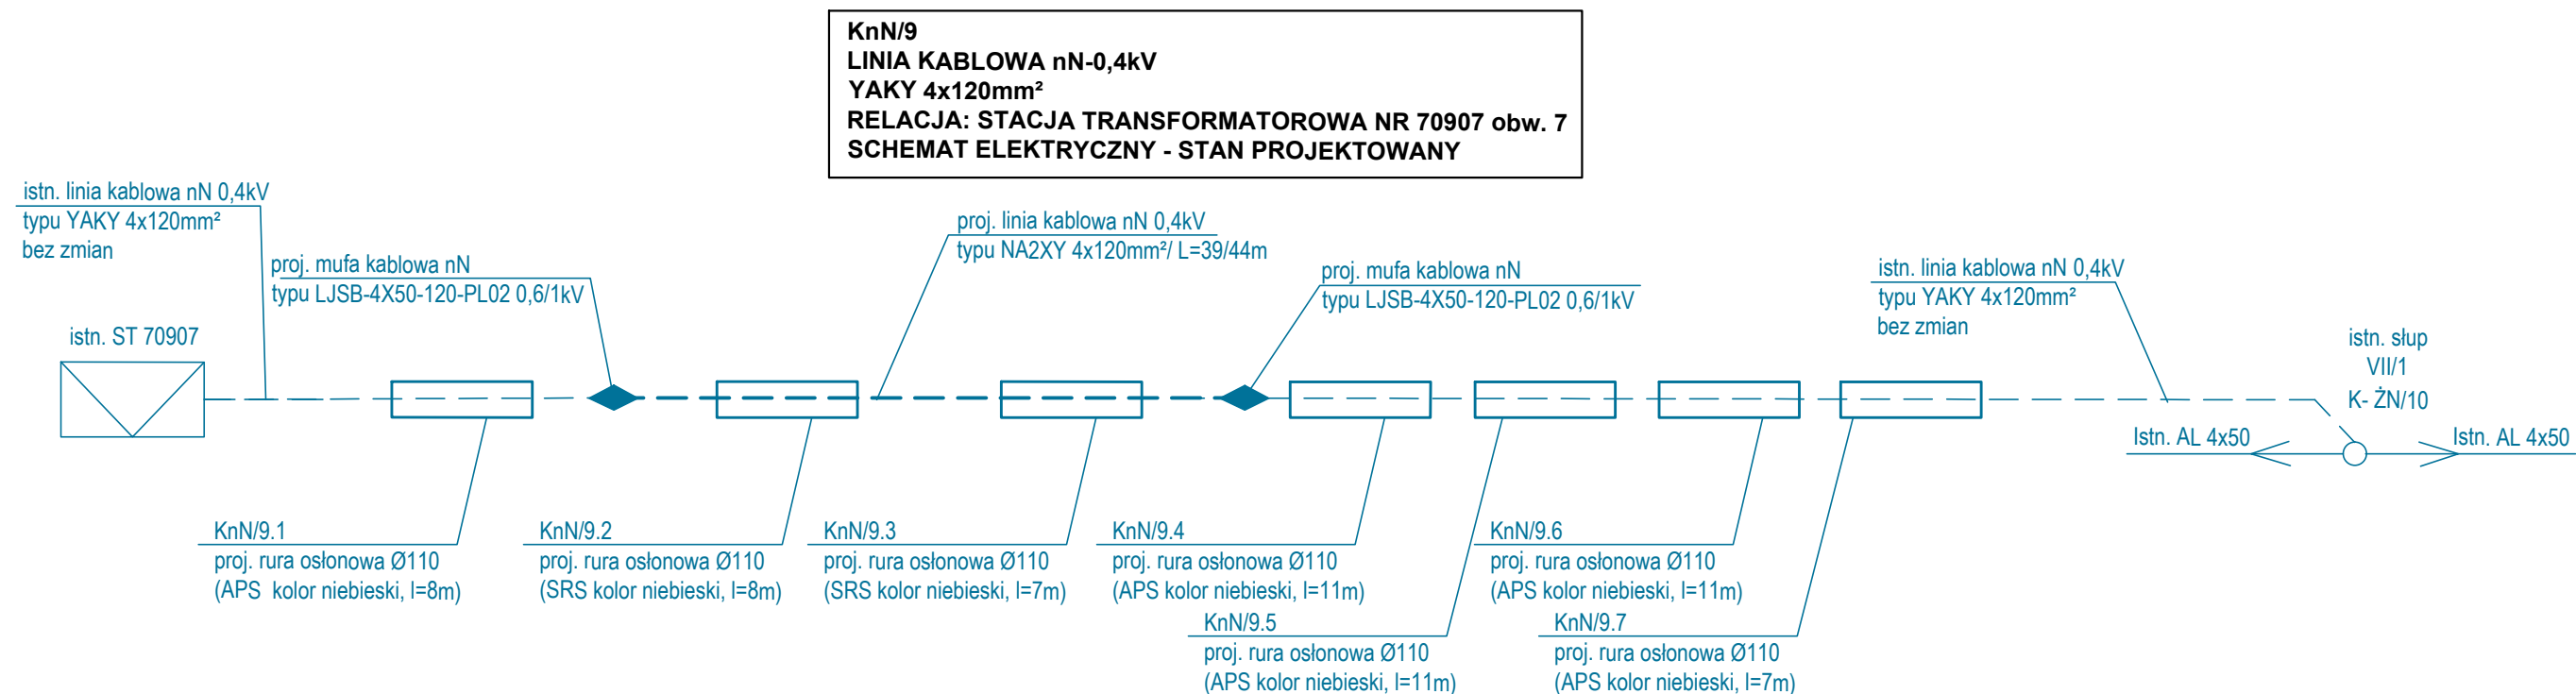 KnN/9
LINIA KABLOWA nN-0,4kV
YAKY 4x120mm²
RELACJA: STACJA TRANSFORMATOROWA NR 70907 obw. 7
SCHEMAT ELEKTRYCZNY - STAN PROJEKTOWANY
istn. linia kablowa nN 0,4kV
typu YAKY 4x120mm²
bez zmian
proj. mufa kablowa nN
typu LJSB-4X50-120-PL02 0,6/1kV
proj. linia kablowa nN 0,4kV
typu NA2XY 4x120mm²/ L=39/44m
proj. mufa kablowa nN
typu LJSB-4X50-120-PL02 0,6/1kV
istn. linia kablowa nN 0,4kV
typu YAKY 4x120mm²
bez zmian
istn. ST 70907
istn. słup
VII/1
K- ŻN/10
Istn. AL 4x50
Istn. AL 4x50
KnN/9.1
proj. rura osłonowa Ø110
(APS kolor niebieski, l=8m)
KnN/9.2
proj. rura osłonowa Ø110
(SRS kolor niebieski, l=8m)
KnN/9.3
proj. rura osłonowa Ø110
(SRS kolor niebieski, l=7m)
KnN/9.4
proj. rura osłonowa Ø110
(APS kolor niebieski, l=11m)
KnN/9.5
proj. rura osłonowa Ø110
(APS kolor niebieski, l=11m)
KnN/9.6
proj. rura osłonowa Ø110
(APS kolor niebieski, l=11m)
KnN/9.7
proj. rura osłonowa Ø110
(APS kolor niebieski, l=7m)